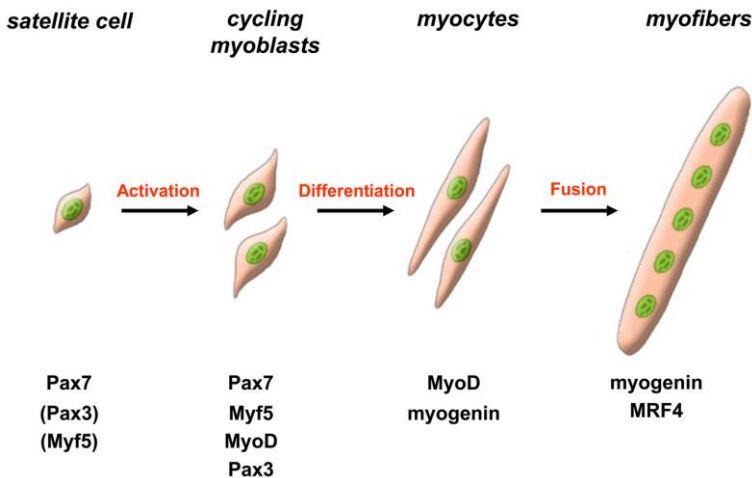 satellite cell
cycling
myoblasts
myocytes
myofibers
Activation
Differentiation
Fusion
Pax7
(Pax3)
(Myf5)
Pax7
Myf5
MyoD
Pax3
MyoD
myogenin
myogenin
MRF4